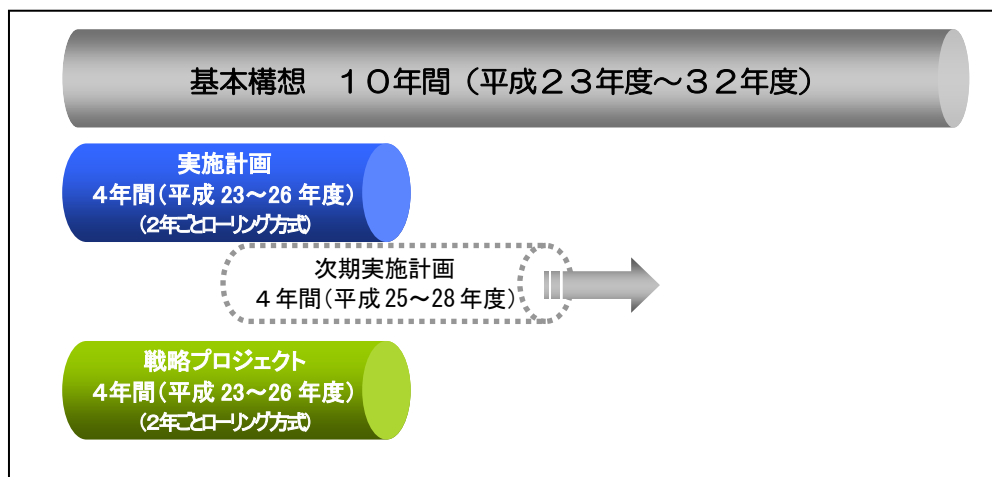 基本構想　１０年間（平成２３年度～３２年度）
実施計画
４年間（平成 23～26 年度）
（２年ごとローリング方式）
次期実施計画
４年間（平成 25～28 年度）
戦略プロジェクト
４年間（平成 23～26 年度）
（２年ごとローリング方式）